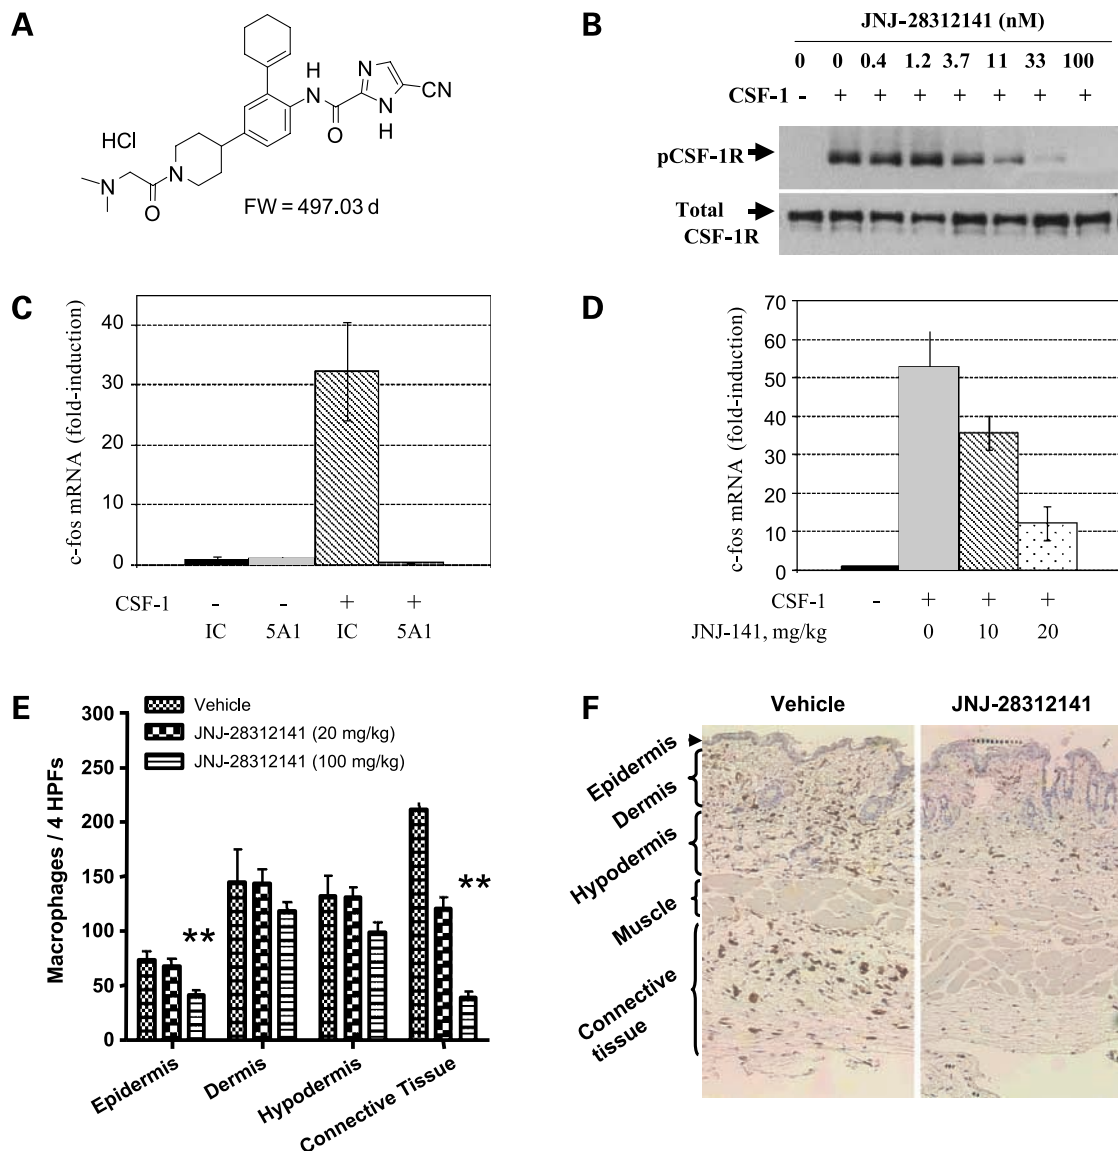 A
HCl
N
O
N
H
N
O
N
N
H
CN
FW = 497.03 d
B
JNJ-28312141 (nM)
0 0 0.4 1.2 3.7 11 33 100
CSF-1 - + + + + + + +
pCSF-1R
Total
CSF-1R
C
c-fos mRNA (fold-induction)
40
30
20
10
0
CSF-1 - - + +
IC 5A1 IC 5A1
D
c-fos mRNA (fold-induction)
70
60
50
40
30
20
10
0
CSF-1 - + + +
JNJ-141, mg/kg 0 10 20
E
Vehicle
JNJ-28312141 (20 mg/kg)
JNJ-28312141 (100 mg/kg)
Macrophages / 4 HPFs
300
250
200
150
100
50
0
**
**
Epidermis
Dermis
Hypodermis
Connective Tissue
F
Vehicle JNJ-28312141
Epidermis
Dermis
Hypodermis
Muscle
Connective
tissue